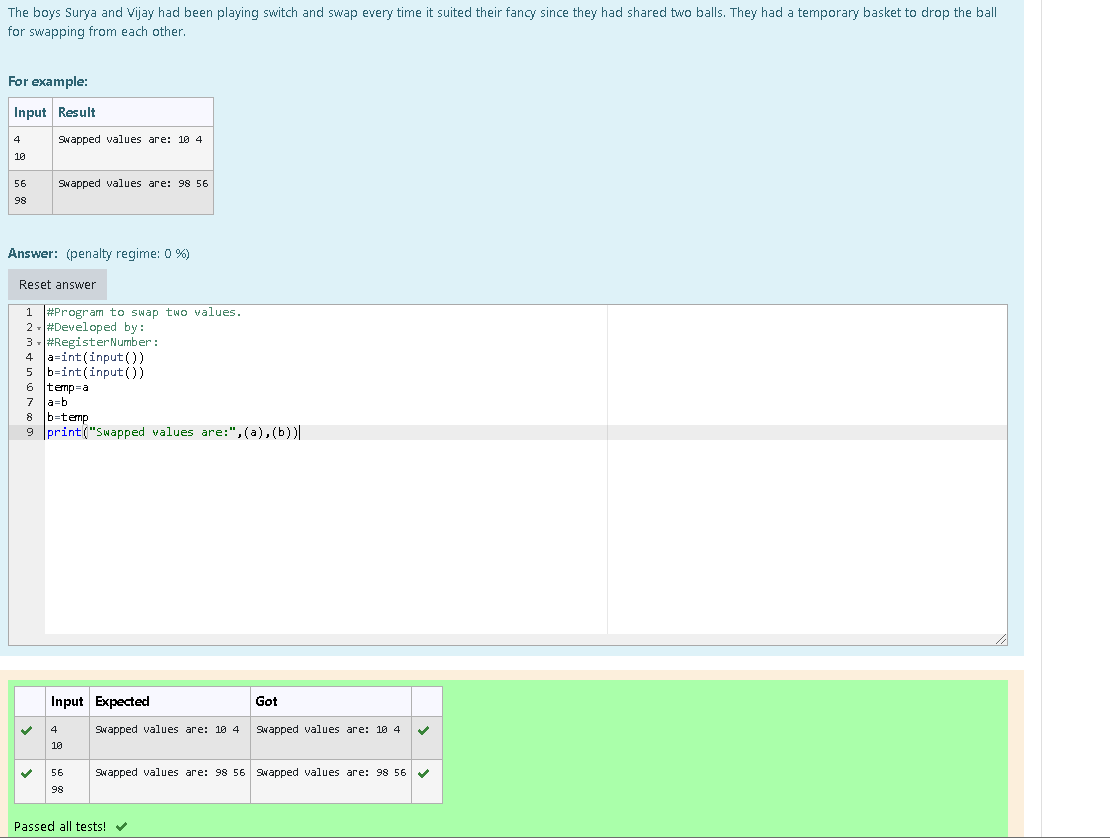 The boys Surya and Vijay had been playing switch and swap every time it suited their fancy since they had shared two balls. They had a temporary basket to drop the ball
for swapping from each other.
For example:
Input Result
4 Swapped values are: 10 4
10
56 Swapped values are: 98 56
98
Answer: (penalty regime: 0 %)
Reset answer
1 #Program to swap two values.
2 #Developed by:
3 #RegisterNumber:
4 a=int(input())
5 b=int(input())
6 temp=a
7 a=b
8 b=temp
9 print("Swapped values are:",(a),(b))
Input Expected Got
4 Swapped values are: 10 4 Swapped values are: 10 4
10
56 Swapped values are: 98 56 Swapped values are: 98 56
98
Passed all tests!